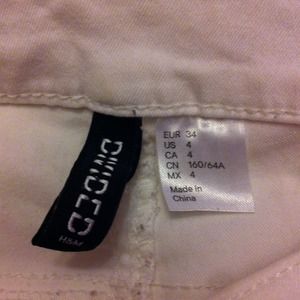 DIVIDED
H&M
EUR 34
US 4
CA 4
CN 160/64A
MX 4
Made in
China